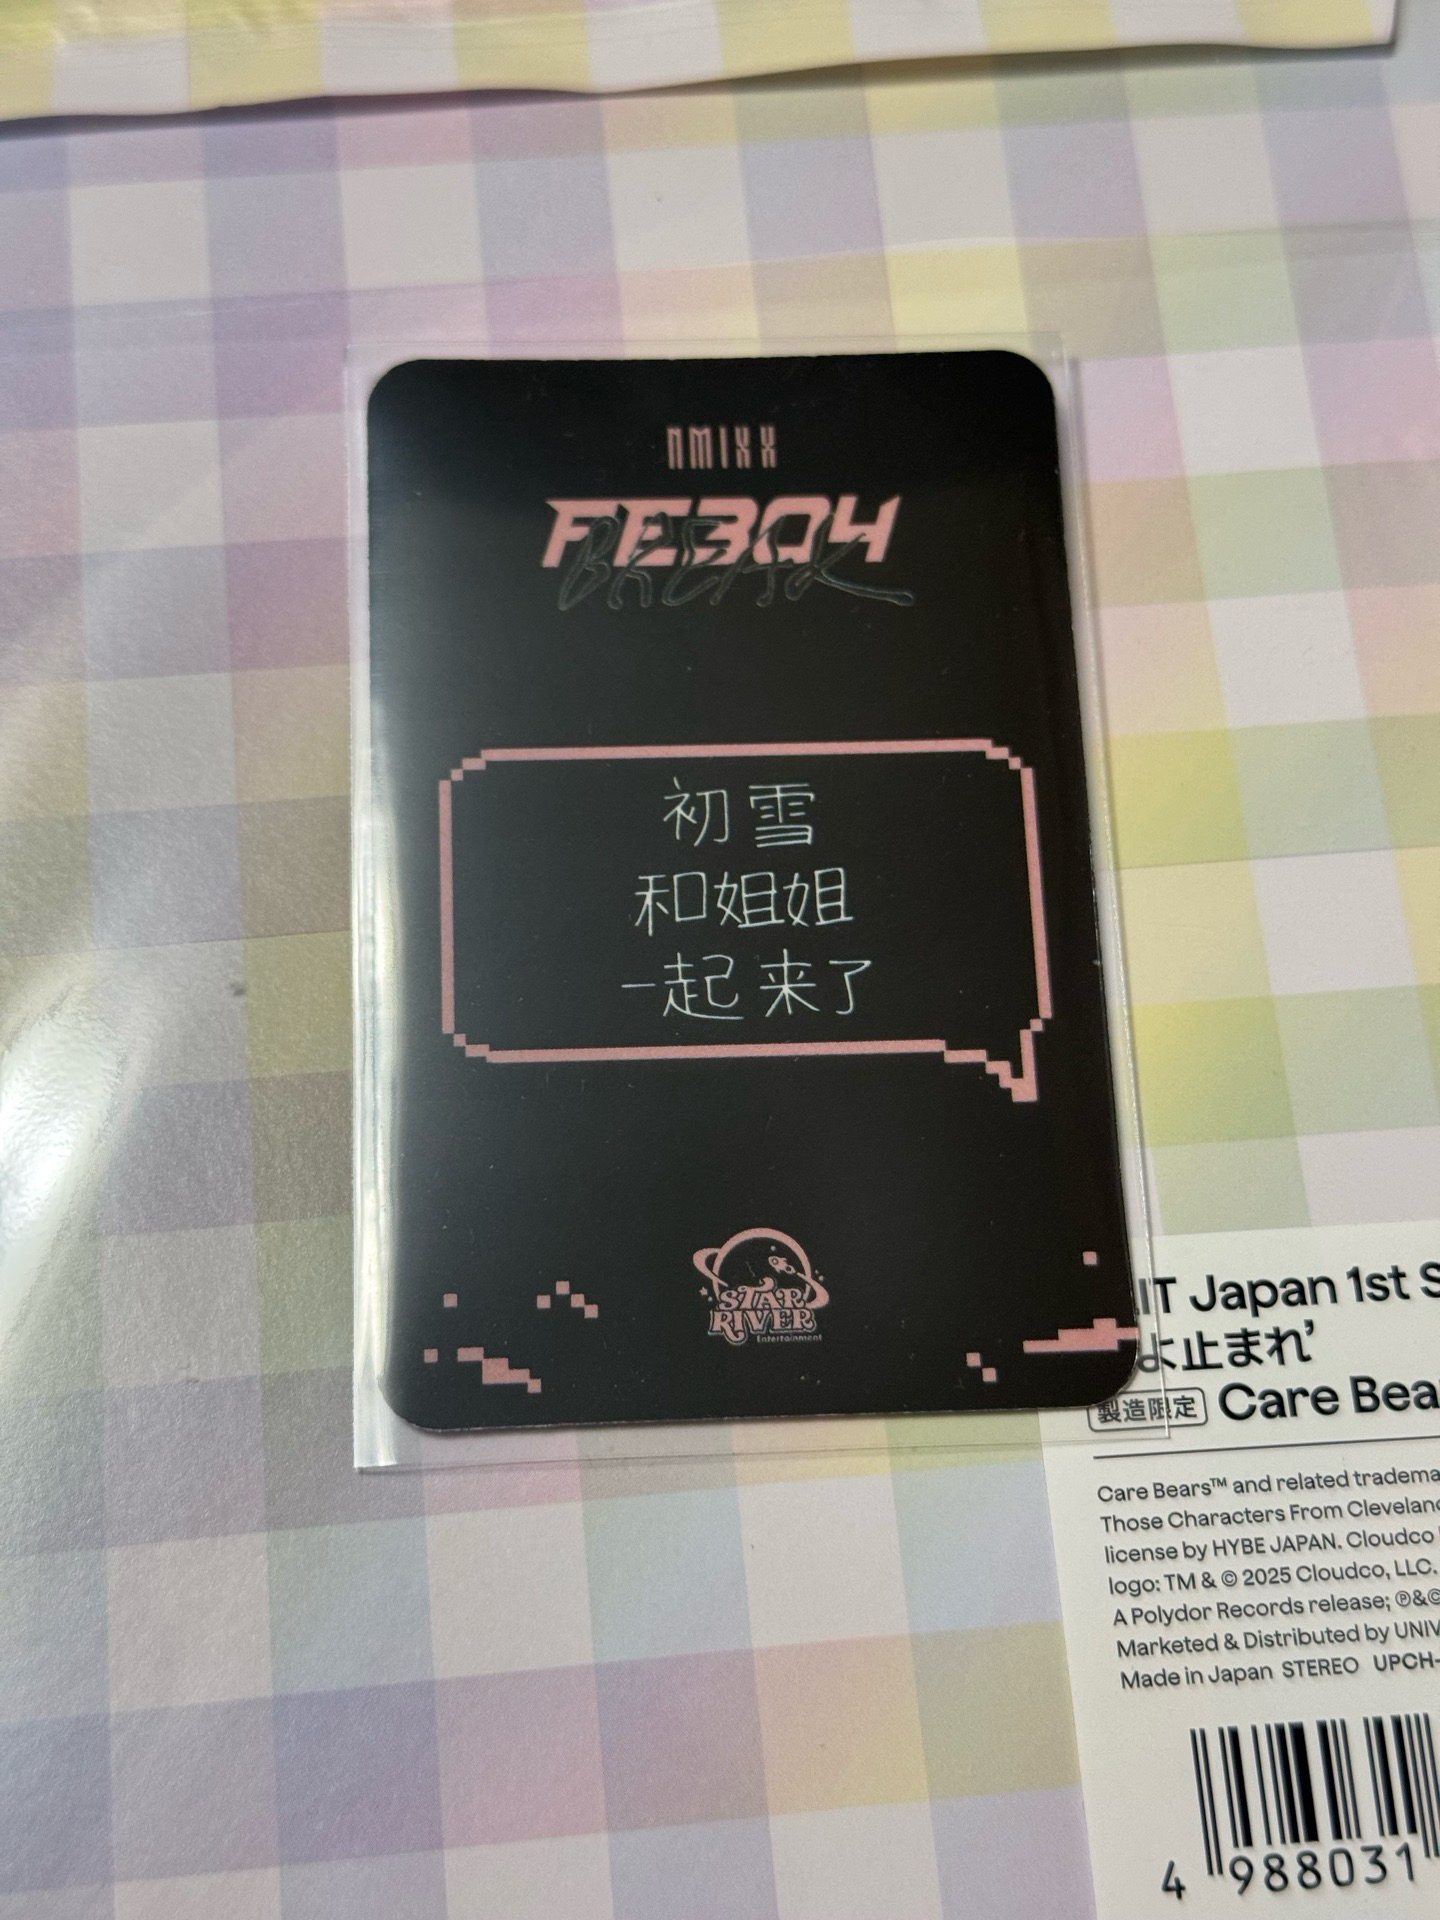 NMIXX
FE3O4
BREAK
初雪
和姐姐
一起来了
STAR
RIVER
Entertainment
IT Japan 1st S
よ止まれ’
製造限定 Care Bea
Care Bears™ and related tradema
Those Characters From Cleveland
license by HYBE JAPAN. Cloudco
logo: TM & © 2025 Cloudco, LLC.
A Polydor Records release; ℗&©
Marketed & Distributed by UNIV
Made in Japan STEREO UPCH-
4 988031